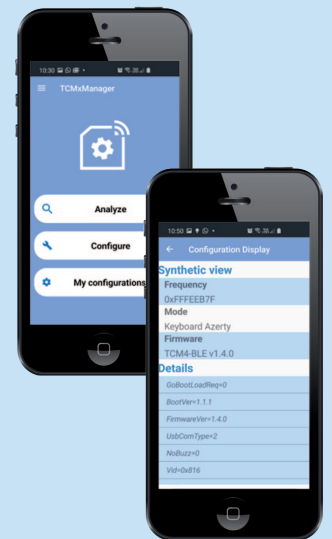 10:30
TCMxManager
Analyze
Configure
My configurations
10:50
Configuration Display
Synthetic view
Frequency
0xFFFEEB7F
Mode
Keyboard Azerty
Firmware
TCM4-BLE v1.4.0
Details
GoBootLoadReq=0
BootVer=1.1.1
FirmwareVer=1.4.0
UsbComType=2
NoBuzz=0
Vid=0x816